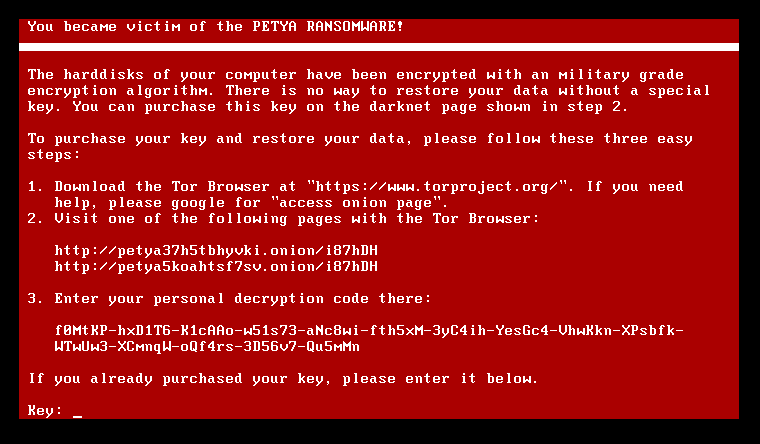 You became victim of the PETYA RANSOMWARE!
The harddisks of your computer have been encrypted with an military grade
encryption algorithm. There is no way to restore your data without a special
key. You can purchase this key on the darknet page shown in step 2.
To purchase your key and restore your data, please follow these three easy
steps:
1. Download the Tor Browser at "https://www.torproject.org/". If you need
help, please google for "access onion page".
2. Visit one of the following pages with the Tor Browser:
http://petya37h5tbhyvki.onion/i87hDH
http://petya5koahtsf7sv.onion/i87hDH
3. Enter your personal decryption code there:
f0MtKP-hxD1T6-K1cAAo-w51s73-aNc8wi-fth5xM-3yC4ih-YesGc4-VhwKkn-XPsbfk-
WTwUw3-XCmnqW-oQf4rs-3D56v7-Qu5mMn
If you already purchased your key, please enter it below.
Key: _